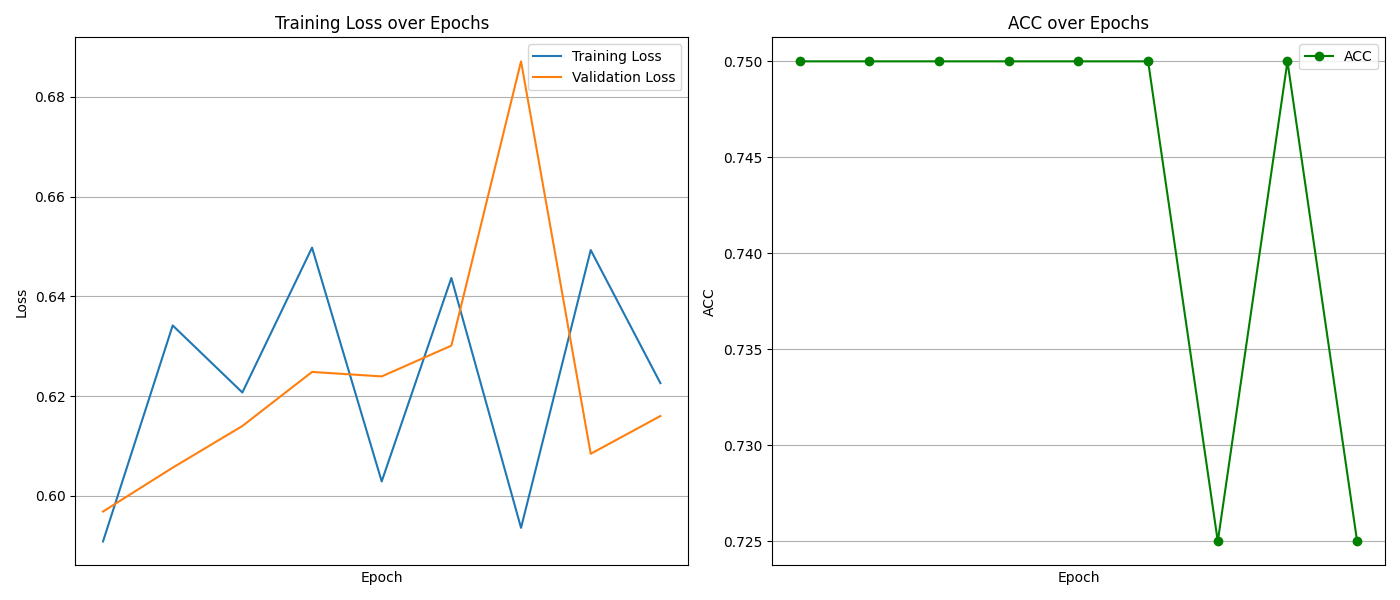 Training Loss over Epochs
Training Loss
Validation Loss
0.68
0.66
0.64
0.62
0.60
Loss
Epoch
ACC over Epochs
ACC
0.750
0.745
0.740
0.735
0.730
0.725
ACC
Epoch